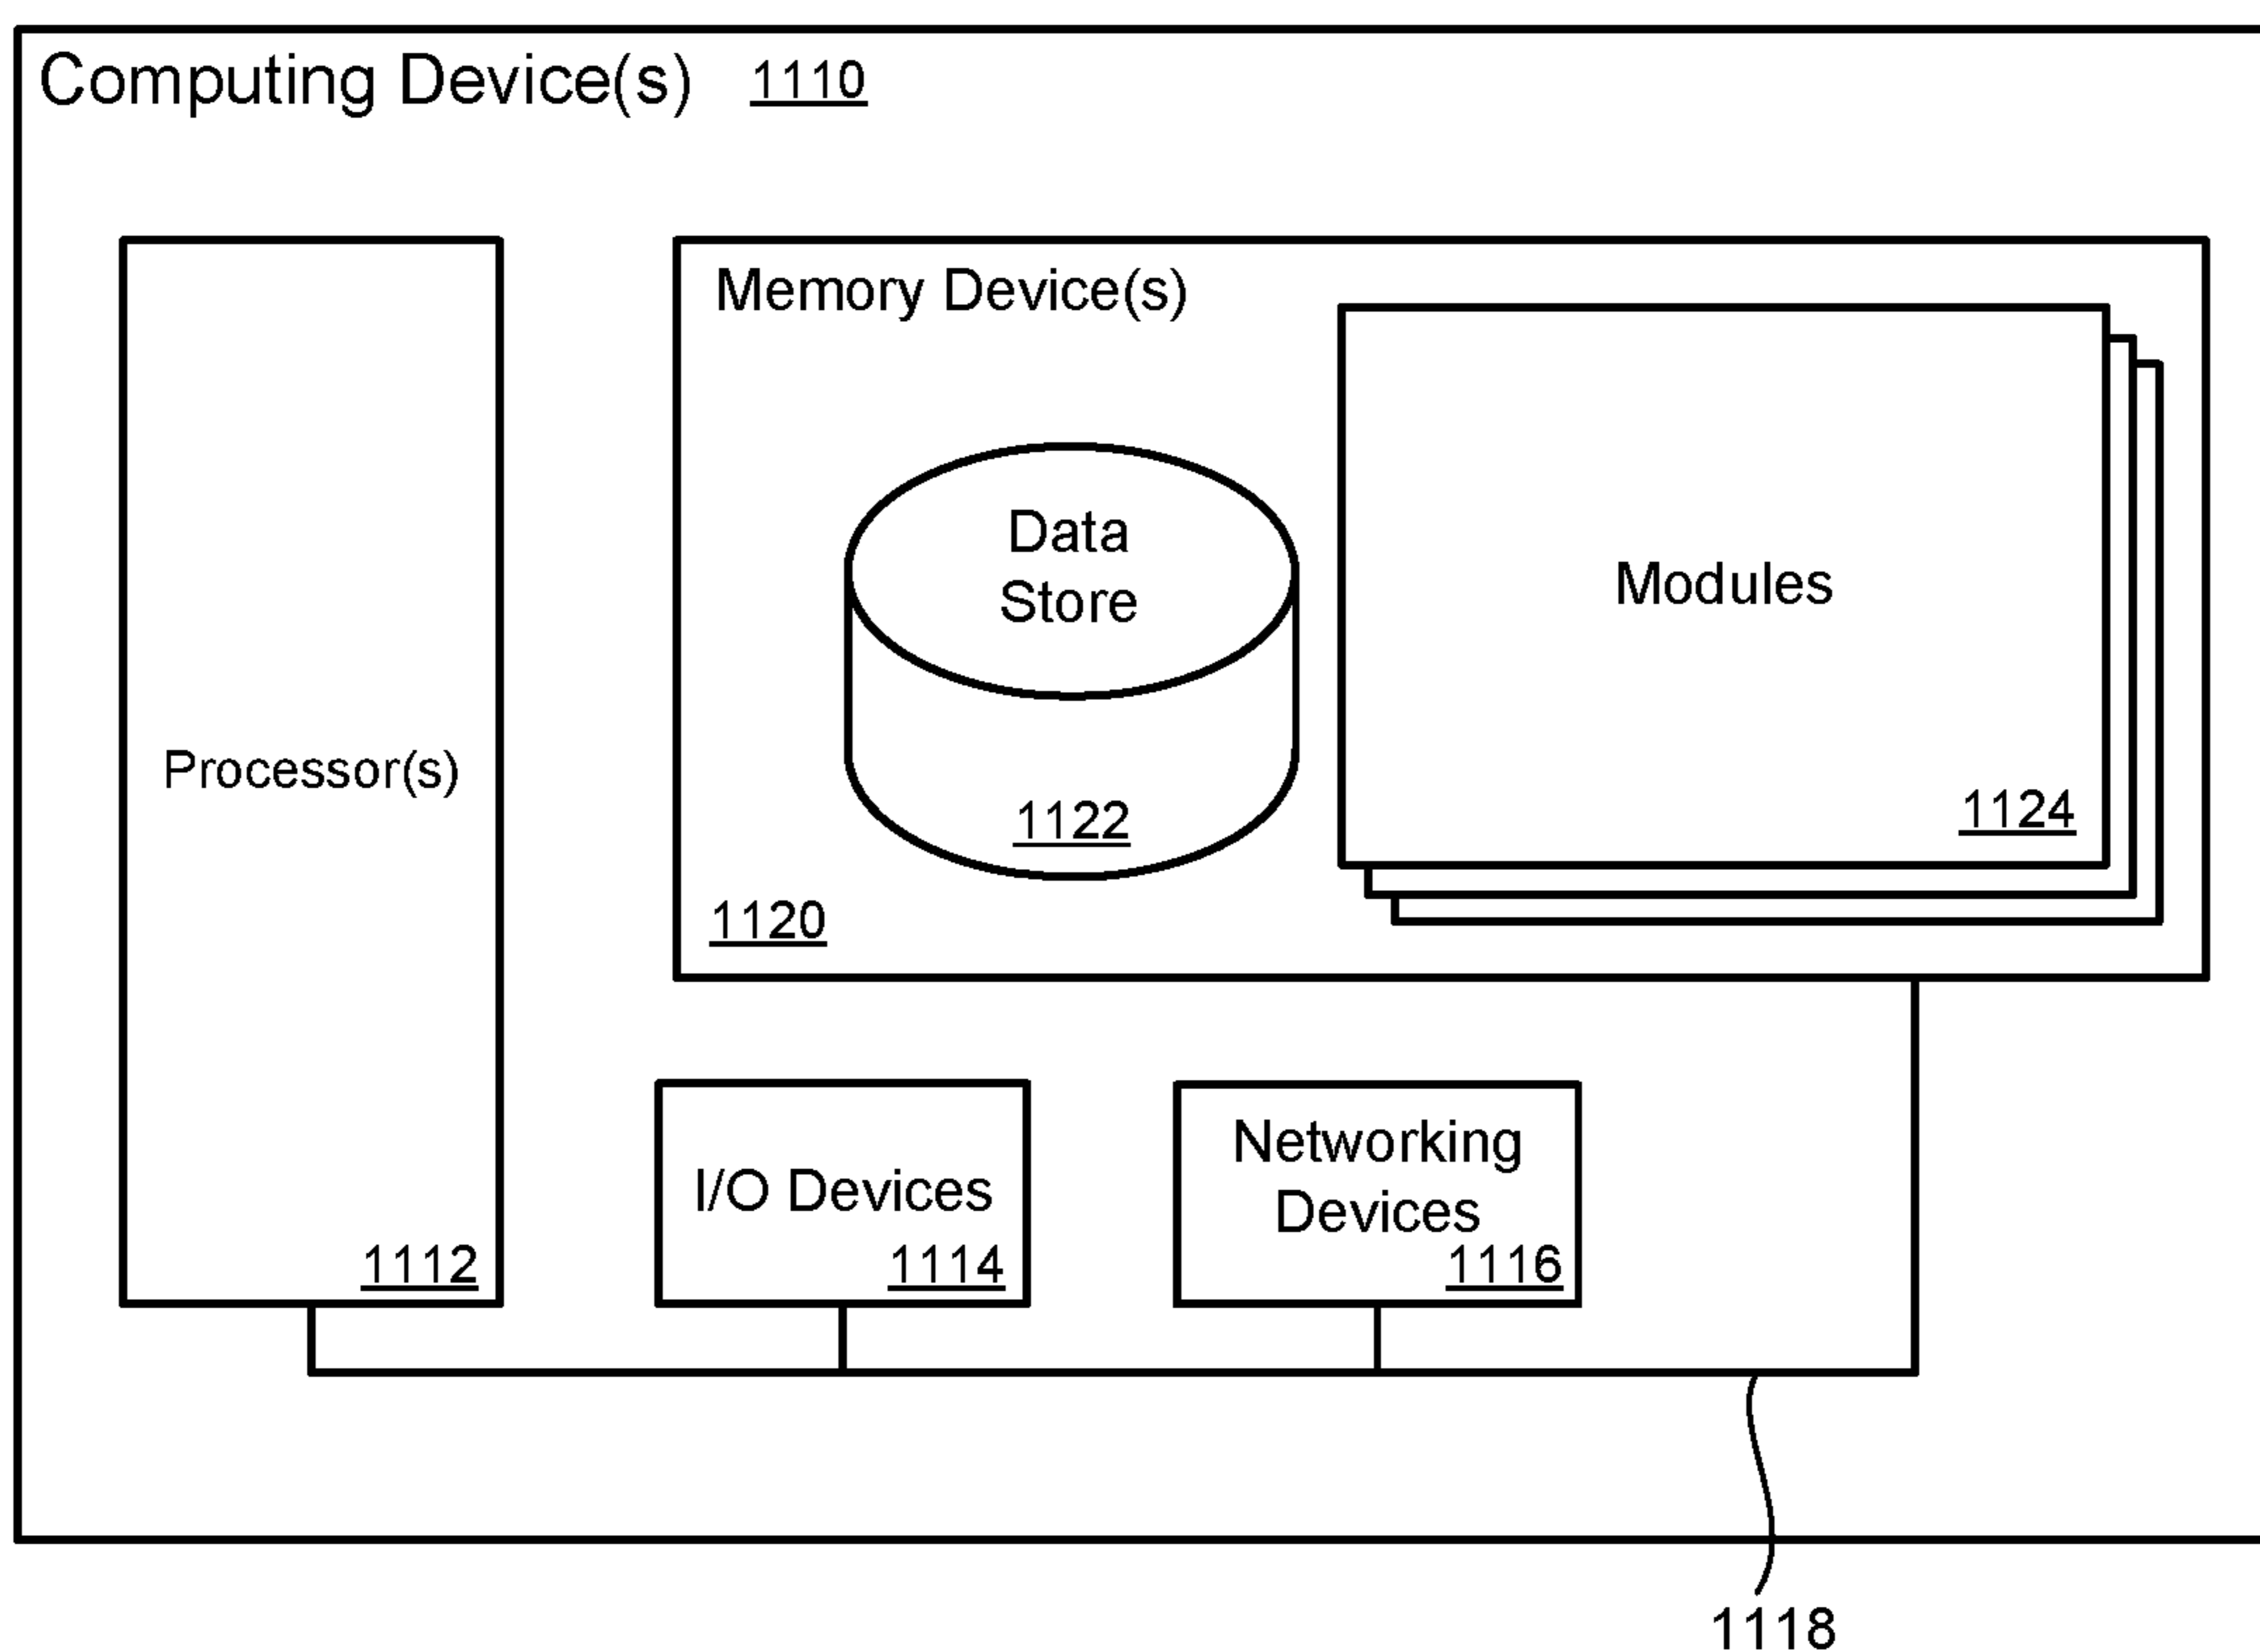 Computing Device(s) 1110
Memory Device(s)
Data
Store
Modules
Processor(s)
1124
1122
1120
Networking
I/O Devices
Devices
1112
1114
1116
1118